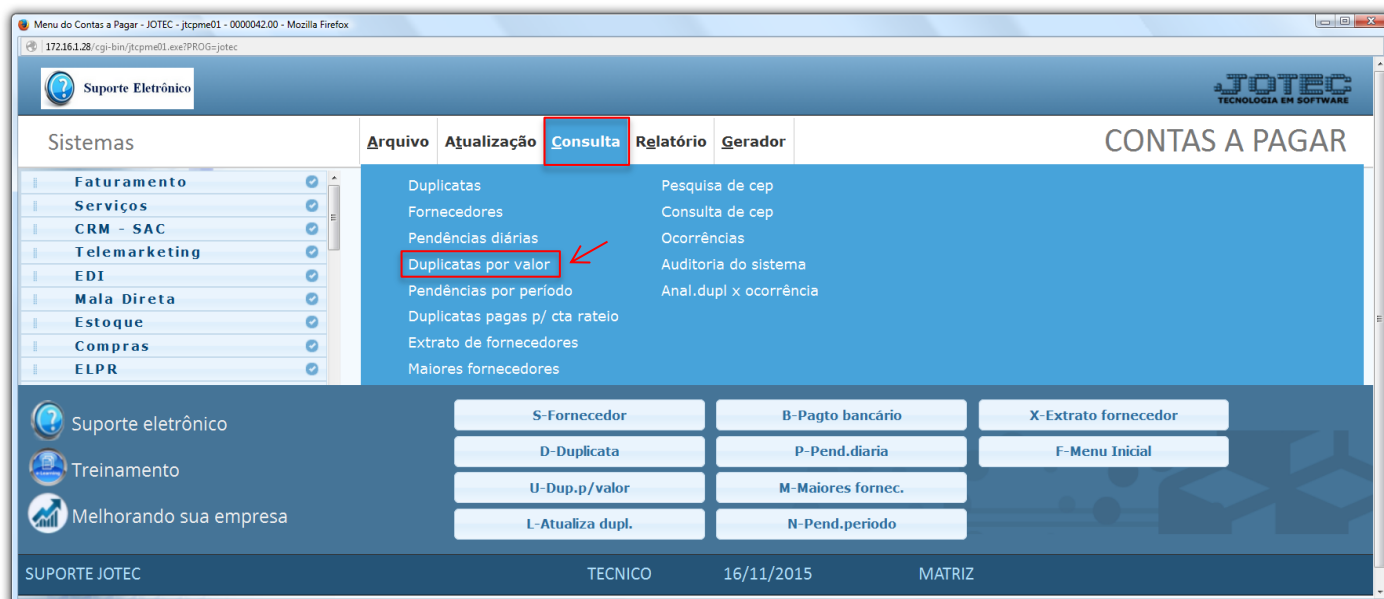 Menu do Contas a Pagar - JOTEC - jtcpme01 - 0000042.00 - Mozilla Firefox
172.16.1.28/cgi-bin/jtcpme01.exe?PROG=jotec
Suporte Eletrônico
JOTEC
TECNOLOGIA EM SOFTWARE
Sistemas
Arquivo Atualização Consulta Relatório Gerador
CONTAS A PAGAR
Faturamento
Serviços
CRM - SAC
Telemarketing
EDI
Mala Direta
Estoque
Compras
ELPR
Duplicatas
Fornecedores
Pendências diárias
Duplicatas por valor
Pendências por período
Duplicatas pagas p/ cta rateio
Extrato de fornecedores
Maiores fornecedores
Pesquisa de cep
Consulta de cep
Ocorrências
Auditoria do sistema
Anal.dupl x ocorrência
Suporte eletrônico
Treinamento
Melhorando sua empresa
S-Fornecedor B-Pagto bancário X-Extrato fornecedor
D-Duplicata P-Pend.diaria F-Menu Inicial
U-Dup.p/valor M-Maiores fornec.
L-Atualiza dupl. N-Pend.periodo
SUPORTE JOTEC TECNICO 16/11/2015 MATRIZ